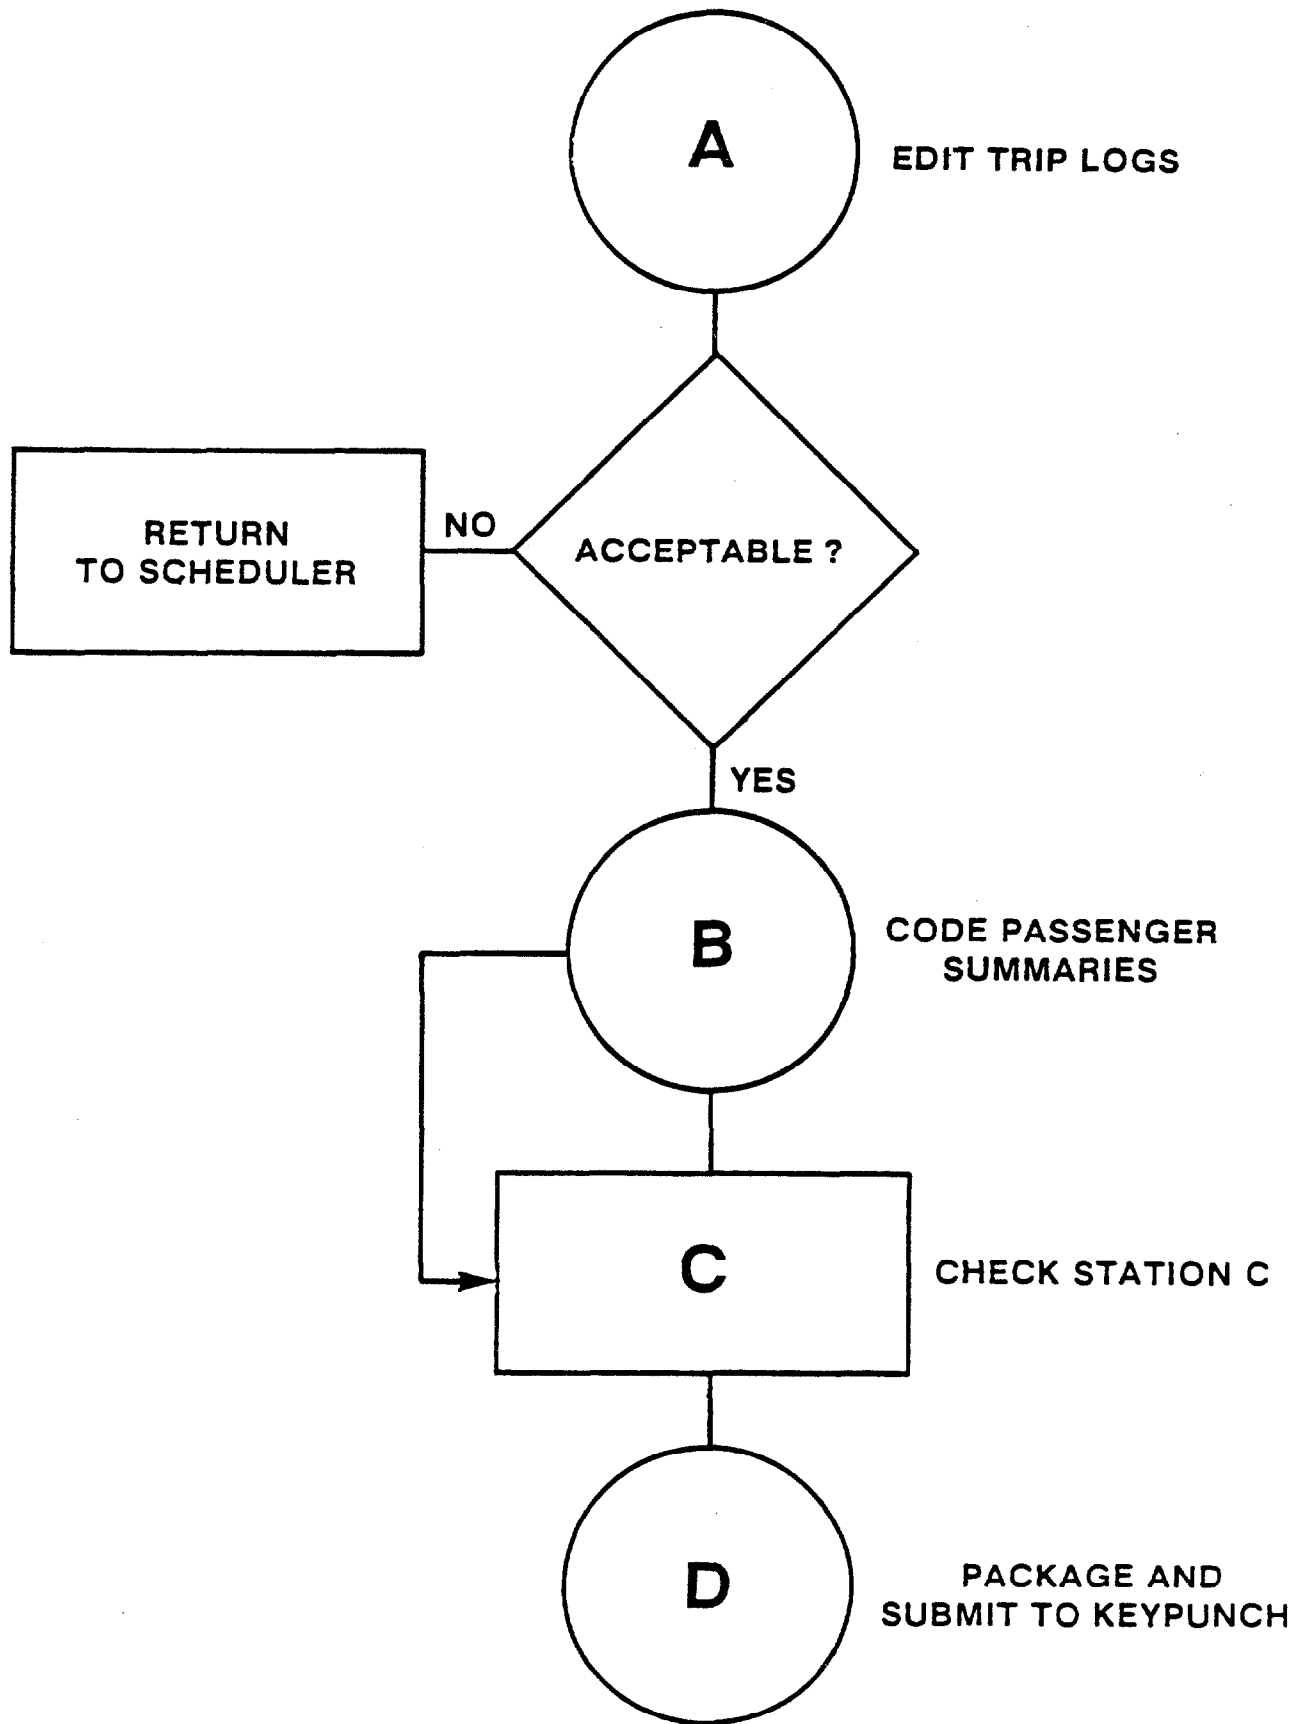 A
EDIT TRIP LOGS
RETURN
TO SCHEDULER
NO
ACCEPTABLE ?
YES
B
CODE PASSENGER
SUMMARIES
C
CHECK STATION C
D
PACKAGE AND
SUBMIT TO KEYPUNCH